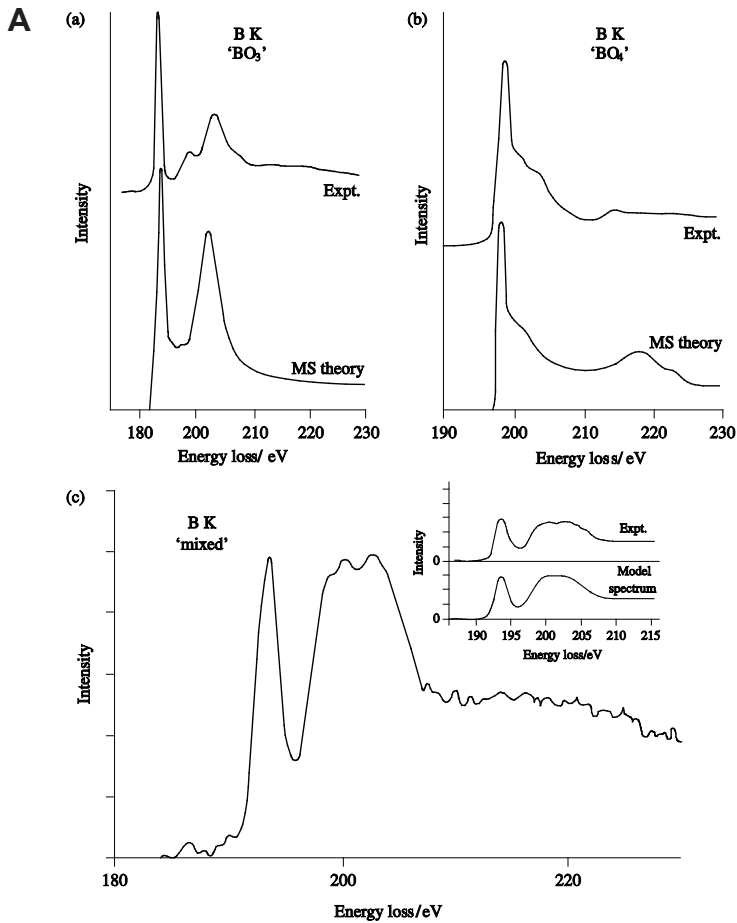 A
(a)
B K
‘BO₃’
Intensity
Expt.
MS theory
180 190 200 210 220 230
Energy loss/ eV
(b)
B K
‘BO₄’
Intensity
Expt.
MS theory
190 200 210 220 230
Energy loss/ eV
(c)
B K
‘mixed’
Intensity
180 200 220
Energy loss/eV
Intensity
0
Expt.
Model
spectrum
0
190 195 200 205 210 215
Energy loss/eV